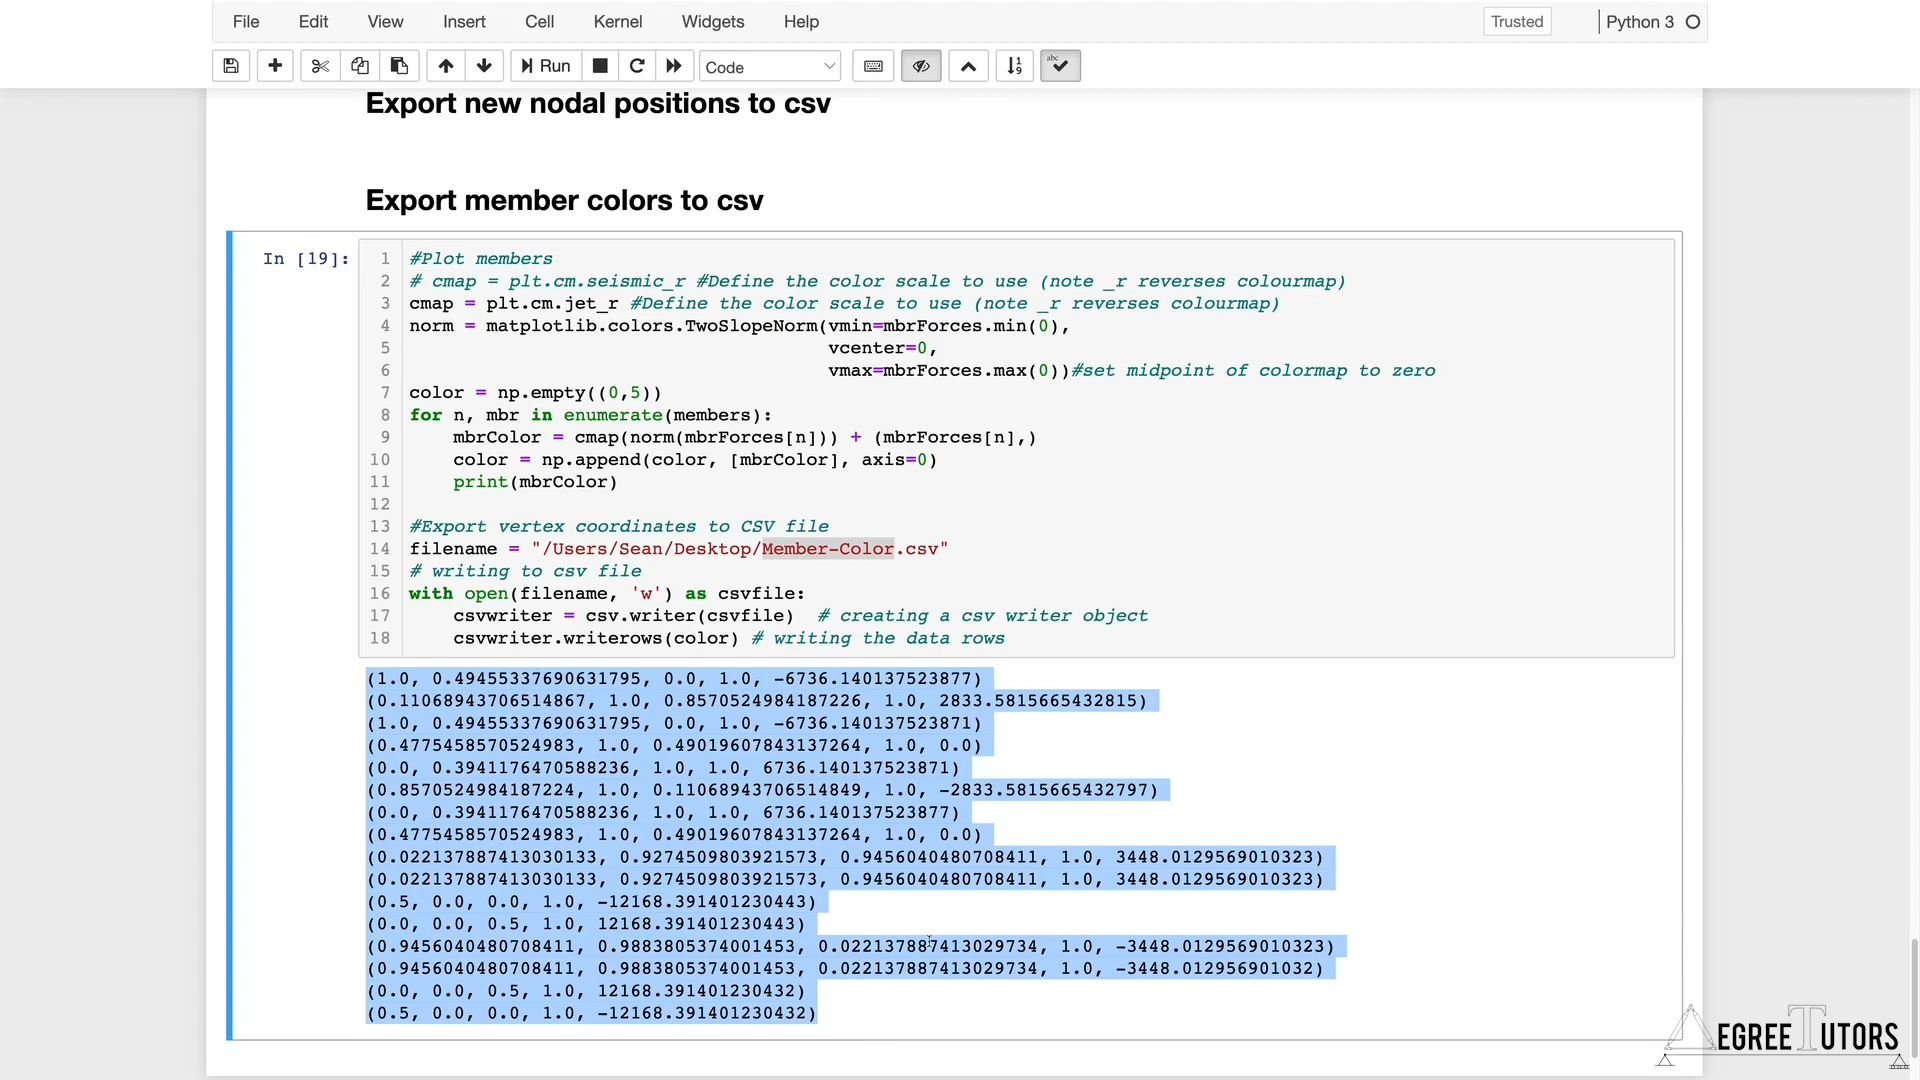 File Edit View Insert Cell Kernel Widgets Help Trusted Python 3
Run Code
Export new nodal positions to csv
Export member colors to csv
In [19]:
1 #Plot members
2 # cmap = plt.cm.seismic_r #Define the color scale to use (note _r reverses colourmap)
3 cmap = plt.cm.jet_r #Define the color scale to use (note _r reverses colourmap)
4 norm = matplotlib.colors.TwoSlopeNorm(vmin=mbrForces.min(0),
5 vcenter=0,
6 vmax=mbrForces.max(0))#set midpoint of colormap to zero
7 color = np.empty((0,5))
8 for n, mbr in enumerate(members):
9 mbrColor = cmap(norm(mbrForces[n])) + (mbrForces[n],)
10 color = np.append(color, [mbrColor], axis=0)
11 print(mbrColor)
12
13 #Export vertex coordinates to CSV file
14 filename = "/Users/Sean/Desktop/Member-Color.csv"
15 # writing to csv file
16 with open(filename, 'w') as csvfile:
17 csvwriter = csv.writer(csvfile)  # creating a csv writer object
18 csvwriter.writerows(color) # writing the data rows
(1.0, 0.49455337690631795, 0.0, 1.0, -6736.140137523877)
(0.11068943706514867, 1.0, 0.8570524984187226, 1.0, 2833.5815665432815)
(1.0, 0.49455337690631795, 0.0, 1.0, -6736.140137523871)
(0.4775458570524983, 1.0, 0.49019607843137264, 1.0, 0.0)
(0.0, 0.3941176470588236, 1.0, 1.0, 6736.140137523871)
(0.8570524984187224, 1.0, 0.11068943706514849, 1.0, -2833.5815665432797)
(0.0, 0.3941176470588236, 1.0, 1.0, 6736.140137523877)
(0.4775458570524983, 1.0, 0.49019607843137264, 1.0, 0.0)
(0.022137887413030133, 0.9274509803921573, 0.9456040480708411, 1.0, 3448.0129569010323)
(0.022137887413030133, 0.9274509803921573, 0.9456040480708411, 1.0, 3448.0129569010323)
(0.5, 0.0, 0.0, 1.0, -12168.391401230443)
(0.0, 0.0, 0.5, 1.0, 12168.391401230443)
(0.9456040480708411, 0.9883805374001453, 0.022137887413029734, 1.0, -3448.0129569010323)
(0.9456040480708411, 0.9883805374001453, 0.022137887413029734, 1.0, -3448.012956901032)
(0.0, 0.0, 0.5, 1.0, 12168.391401230432)
(0.5, 0.0, 0.0, 1.0, -12168.391401230432)
EGREE TUTORS